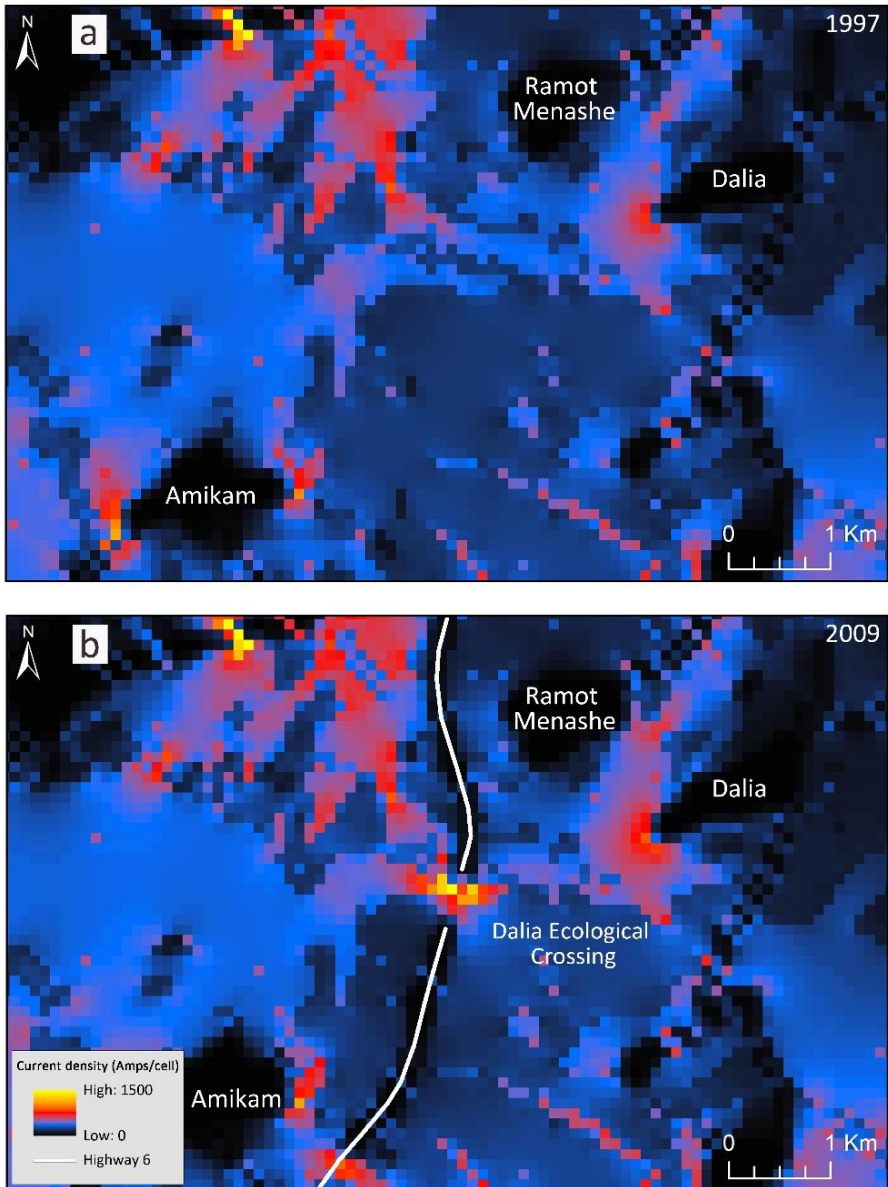 N
a
1997
Ramot
Menashe
Dalia
Amikam
0 1 Km
N
b
2009
Ramot
Menashe
Dalia
Dalia Ecological
Crossing
Amikam
Current density (Amps/cell)
High: 1500
Low: 0
Highway 6
0 1 Km